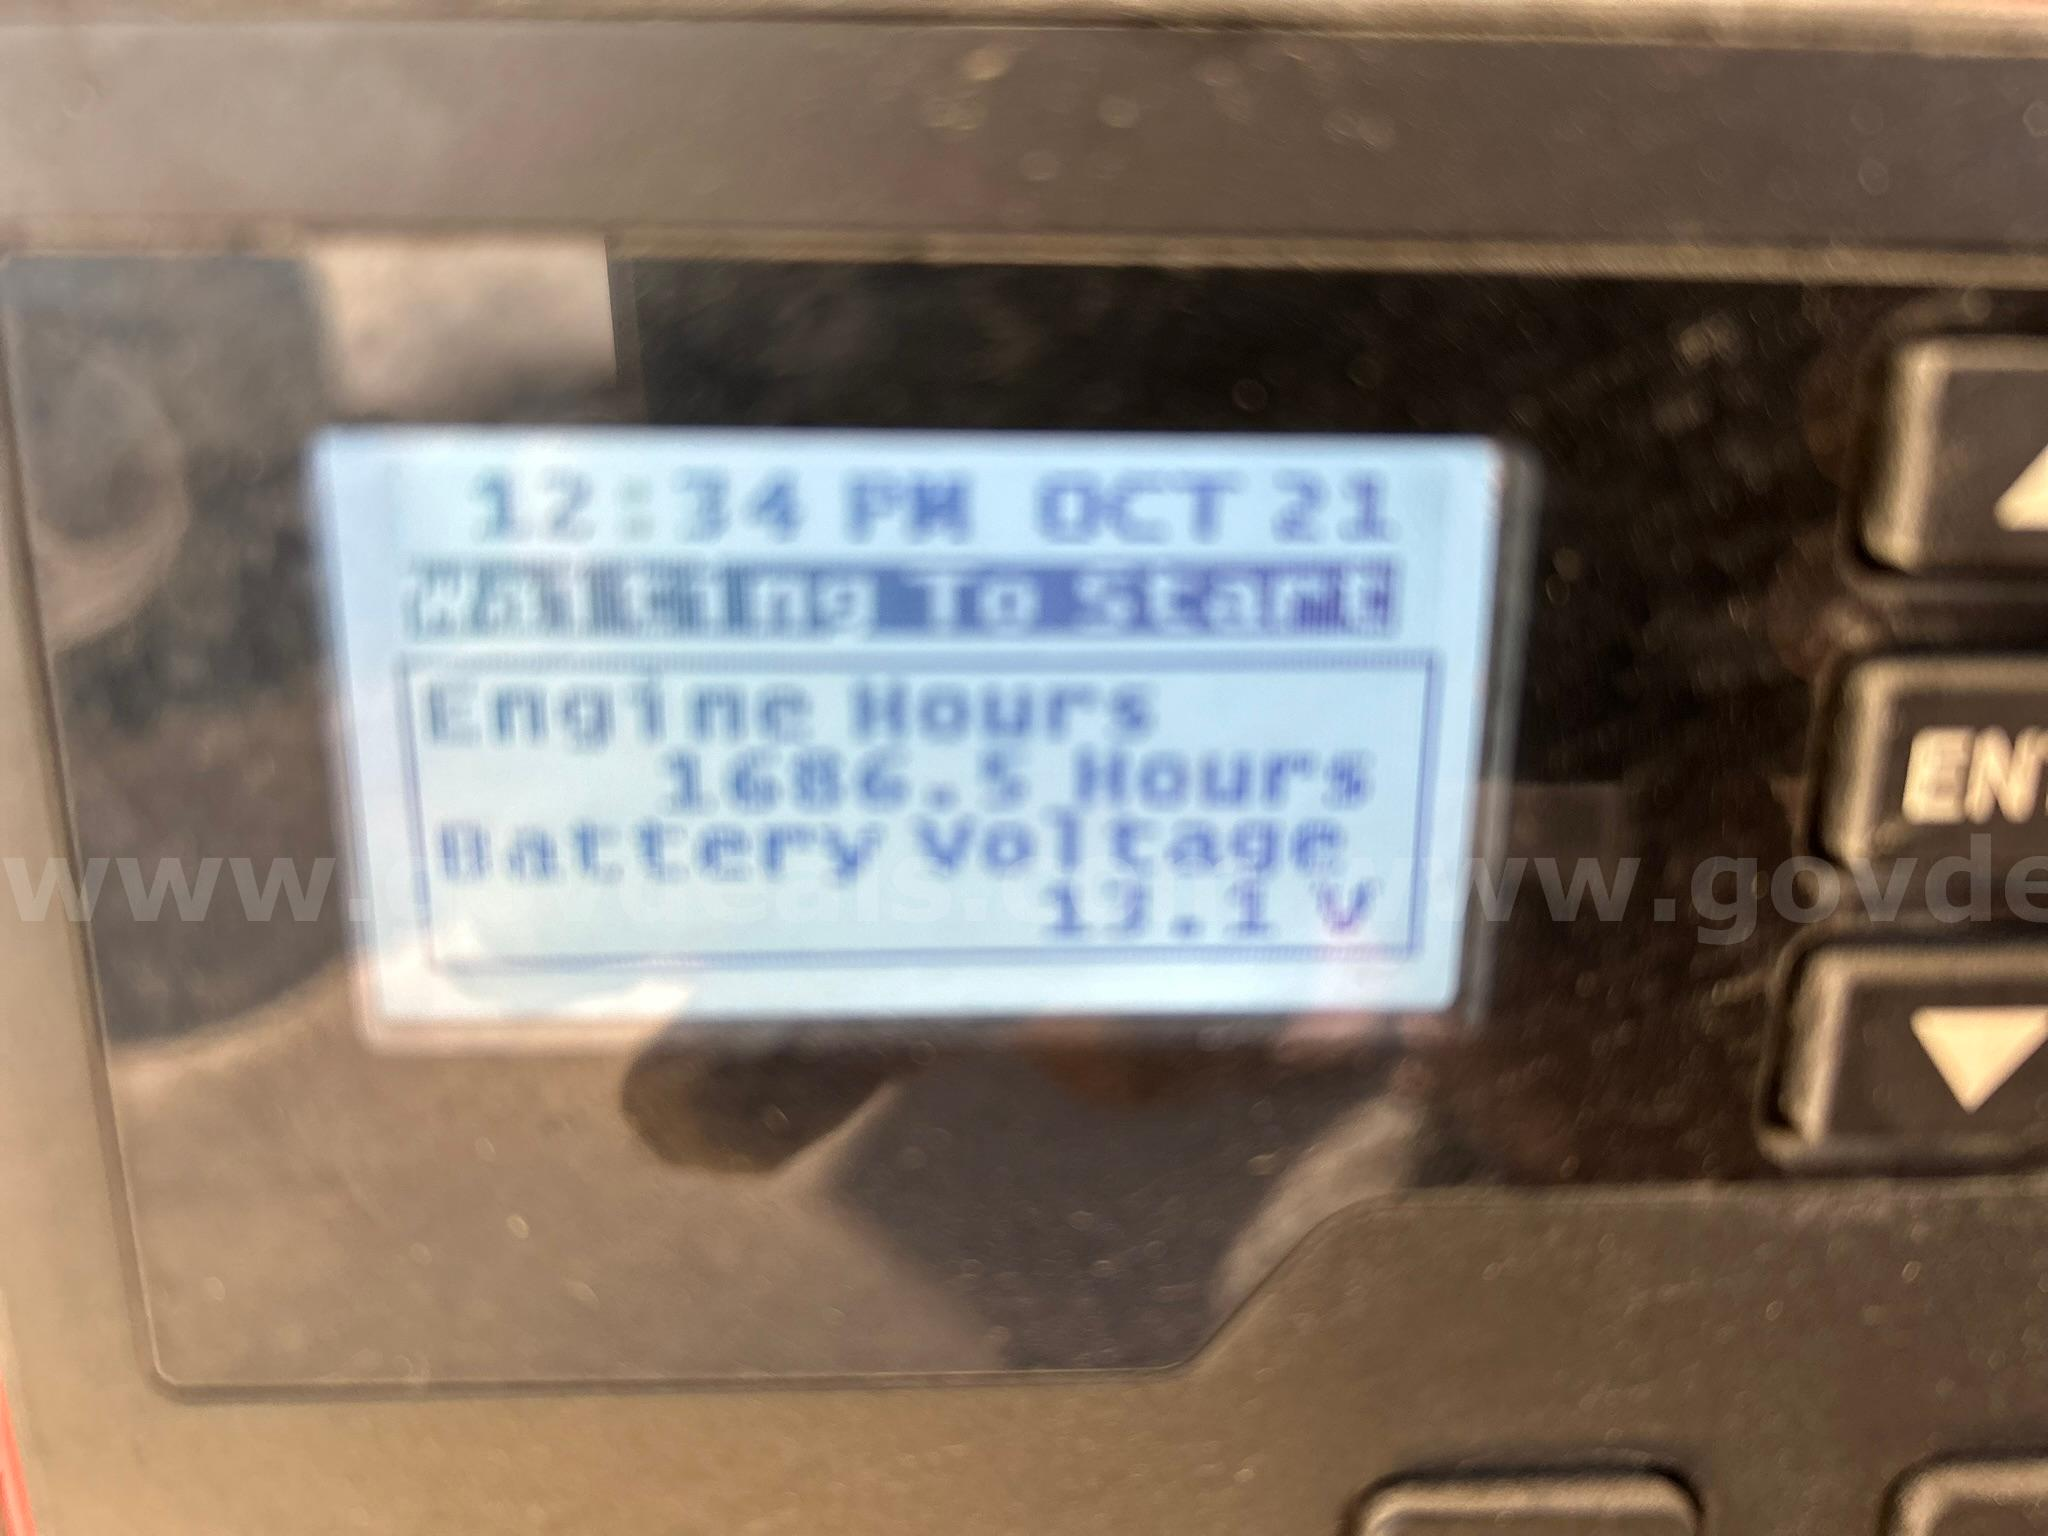 12:34 PM OCT 21
Waiting To Start
Engine Hours
1686.5 Hours
Battery Voltage
13.1 V
ENT
www.govdeals.com
www.govde